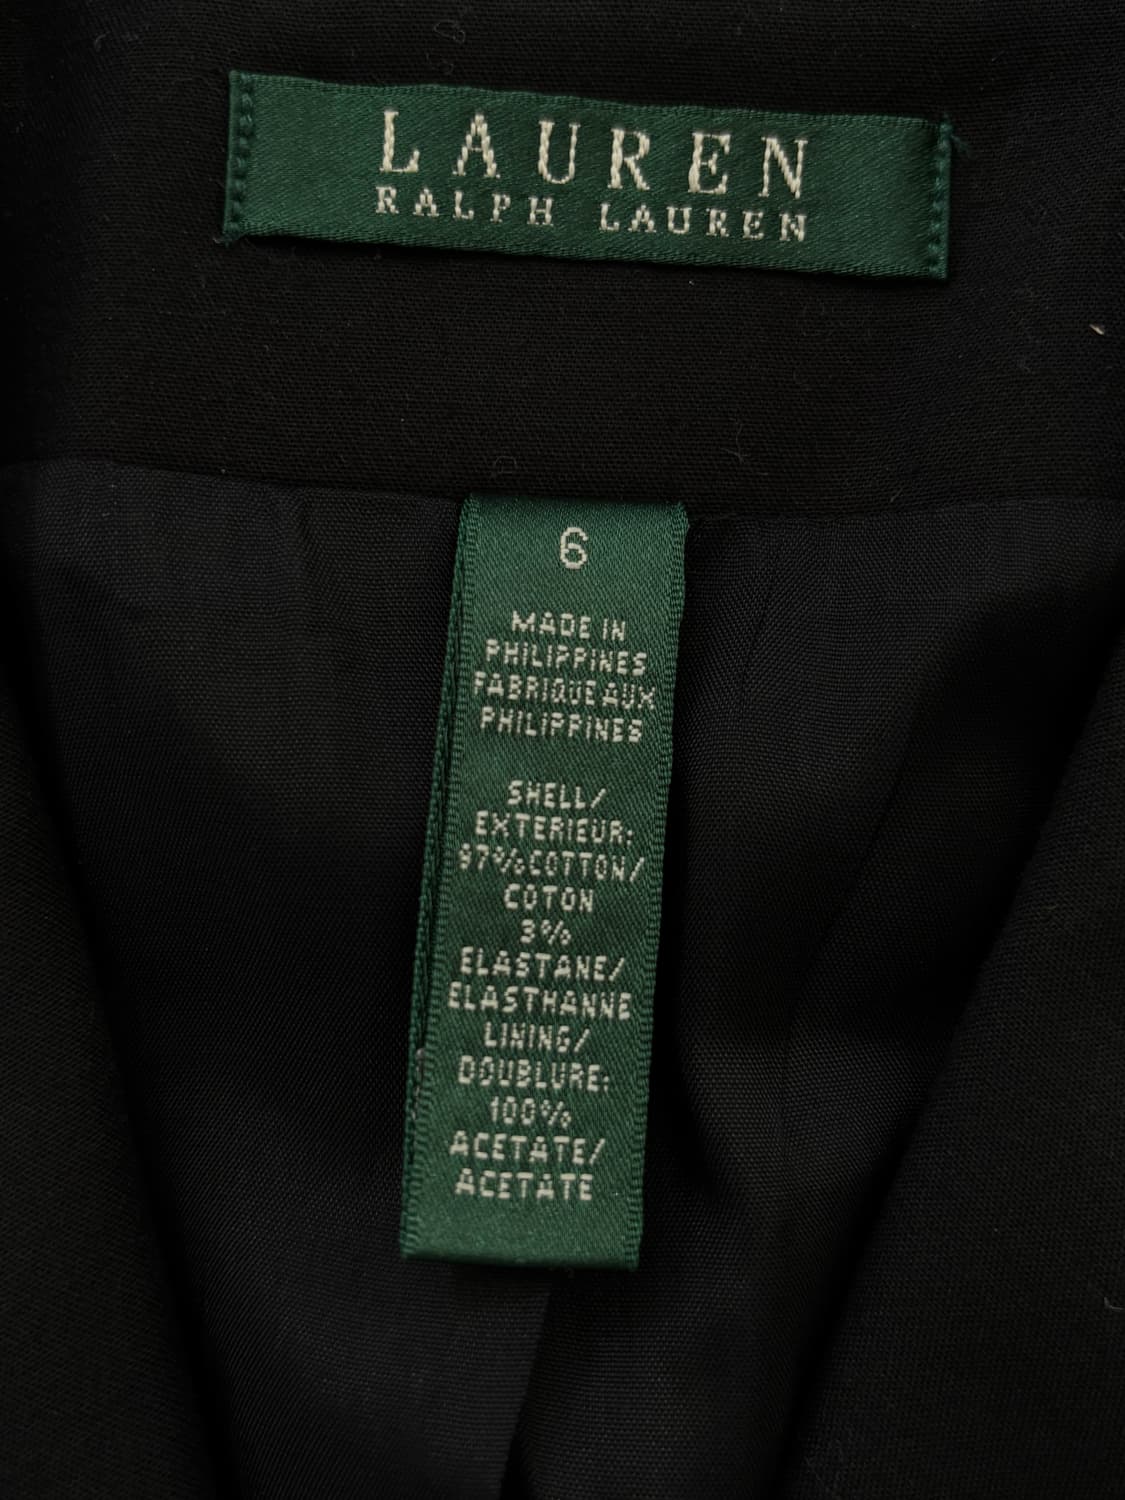 LAUREN
RALPH LAUREN
6
MADE IN
PHILIPPINES
FABRIQUE AUX
PHILIPPINES
SHELL/
EXTERIEUR:
97%COTTON/
COTON
3%
ELASTANE/
ELASTHANNE
LINING/
DOUBLURE:
100%
ACETATE/
ACETATE